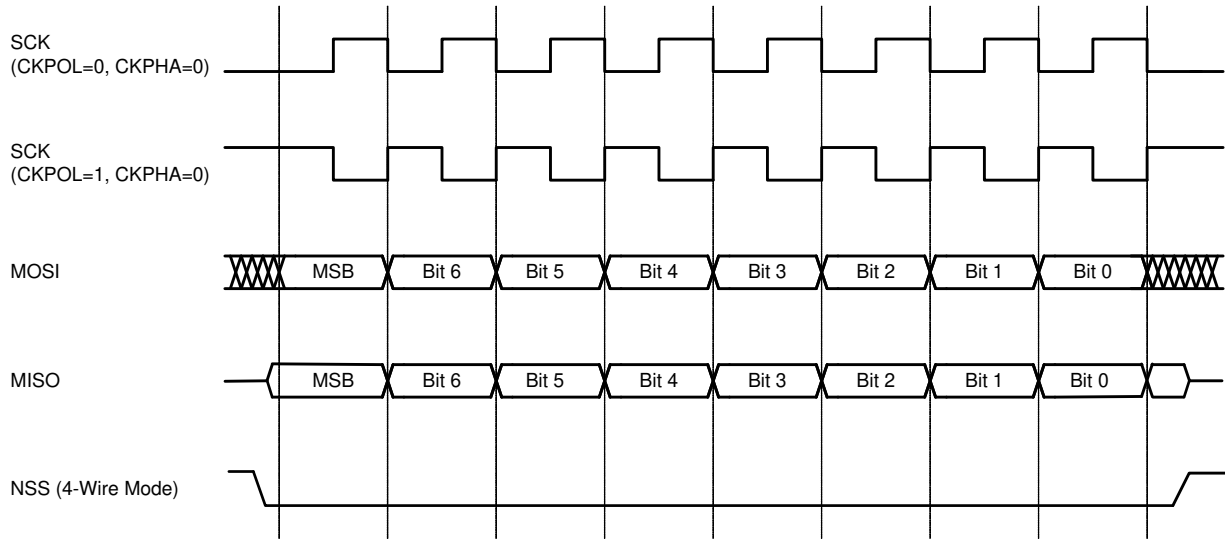 SCK
(CKPOL=0, CKPHA=0)
SCK
(CKPOL=1, CKPHA=0)
MOSI
MSB Bit 6 Bit 5 Bit 4 Bit 3 Bit 2 Bit 1 Bit 0
MISO
MSB Bit 6 Bit 5 Bit 4 Bit 3 Bit 2 Bit 1 Bit 0
NSS (4-Wire Mode)